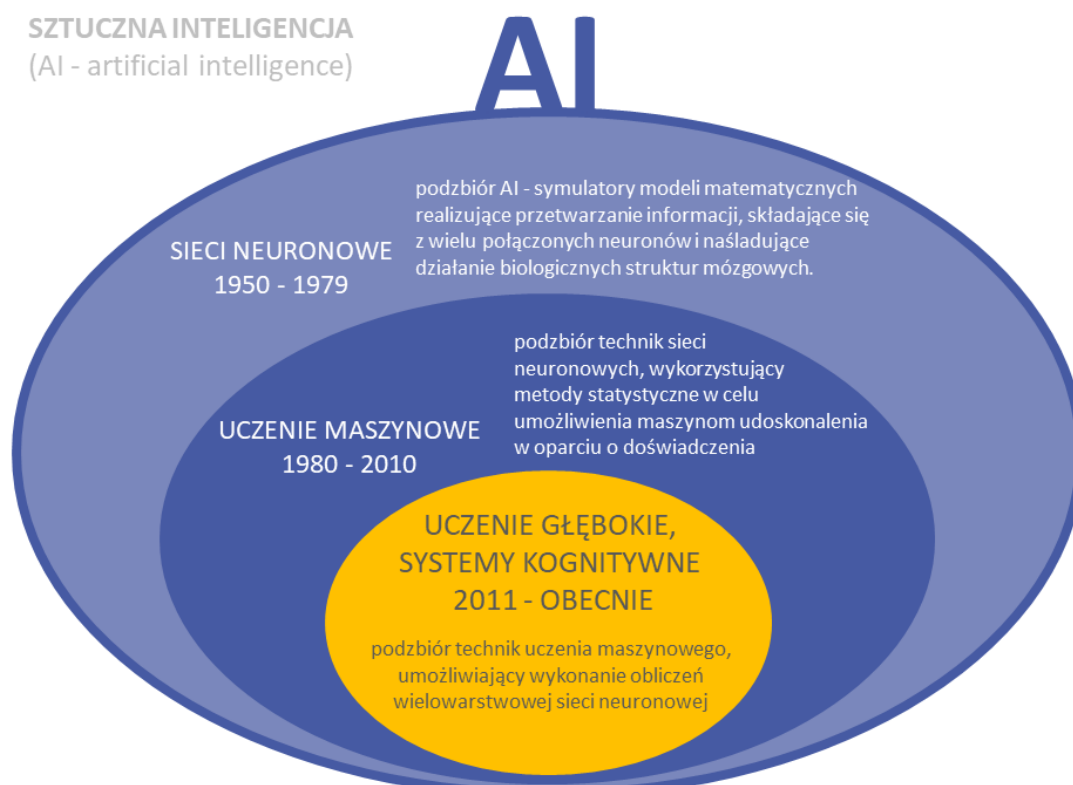 SZTUCZNA INTELIGENCJA
(AI - artificial intelligence)
AI
podzbiór AI - symulatory modeli matematycznych
realizujące przetwarzanie informacji, składające się
z wielu połączonych neuronów i naśladujące
działanie biologicznych struktur mózgowych.
SIECI NEURONOWE
1950 - 1979
podzbiór technik sieci
neuronowych, wykorzystujący
metody statystyczne w celu
umożliwienia maszynom udoskonalenia
w oparciu o doświadczenia
UCZENIE MASZYNOWE
1980 - 2010
UCZENIE GŁĘBOKIE,
SYSTEMY KOGNITYWNE
2011 - OBECNIE
podzbiór technik uczenia maszynowego,
umożliwiający wykonanie obliczeń
wielowarstwowej sieci neuronowej